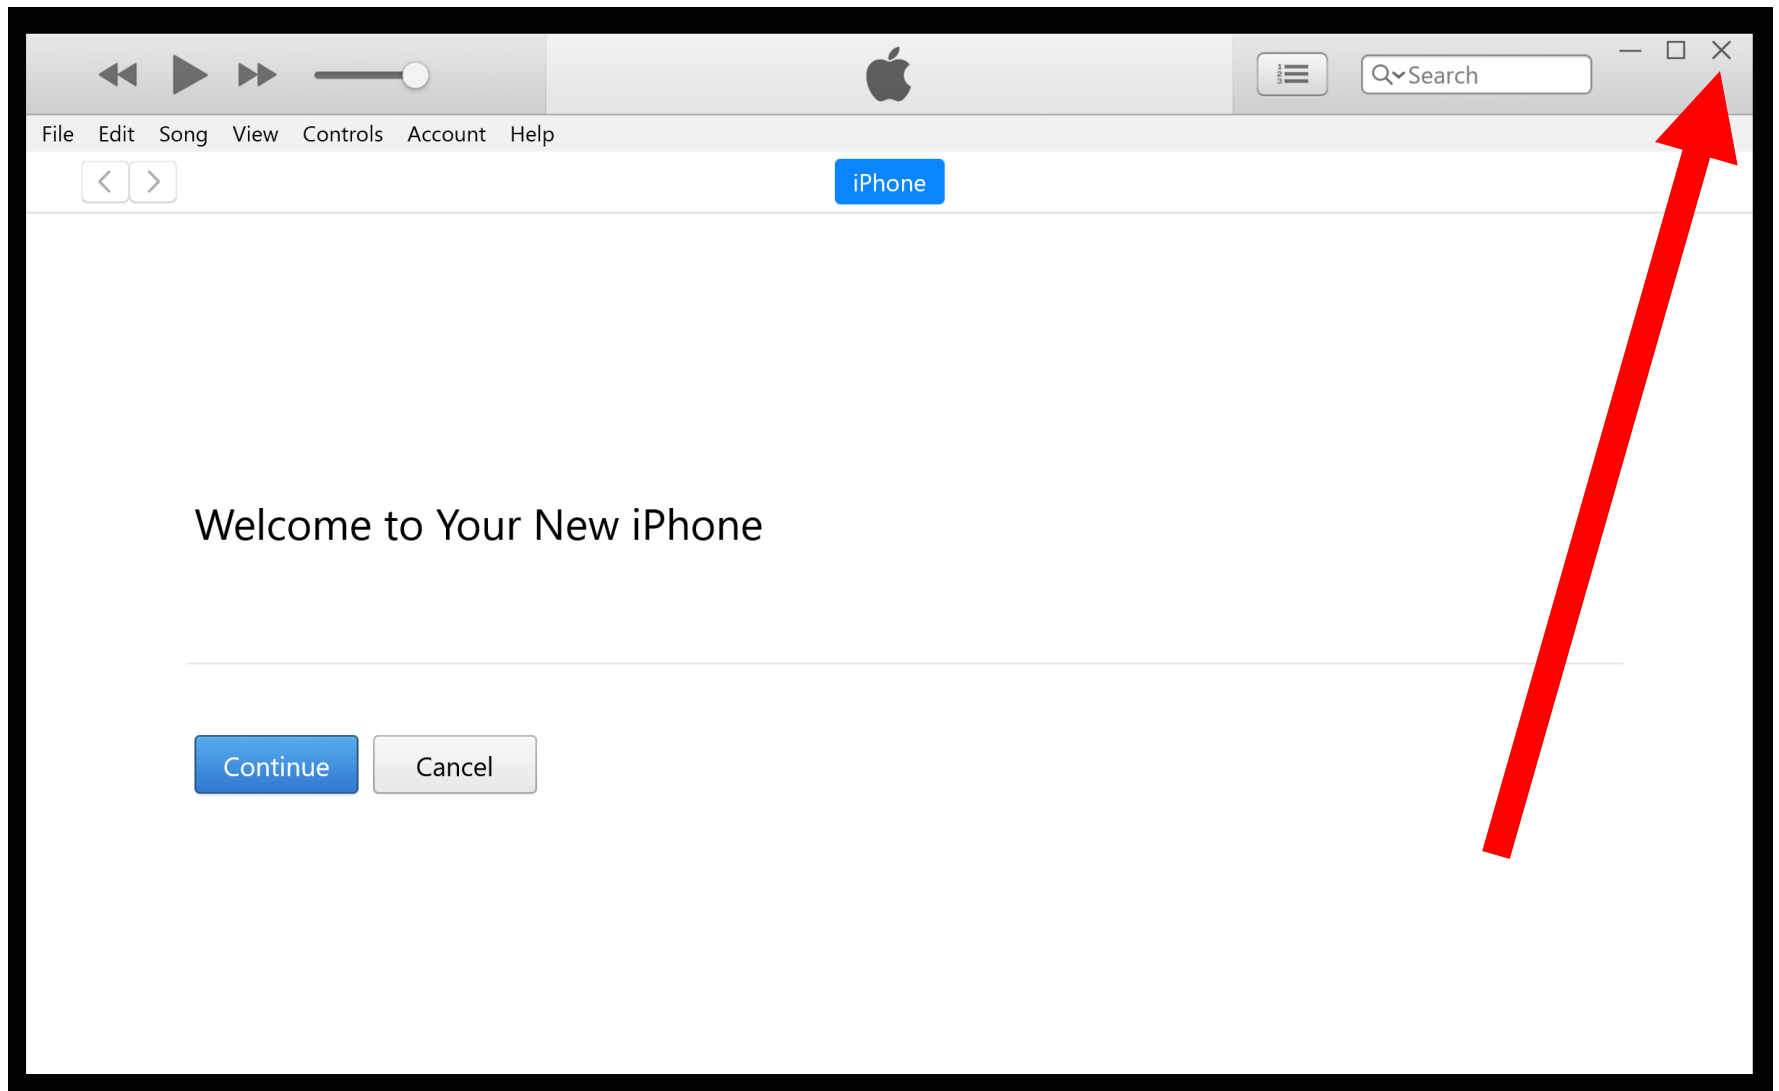 Search
File Edit Song View Controls Account Help
iPhone
Welcome to Your New iPhone
Continue Cancel